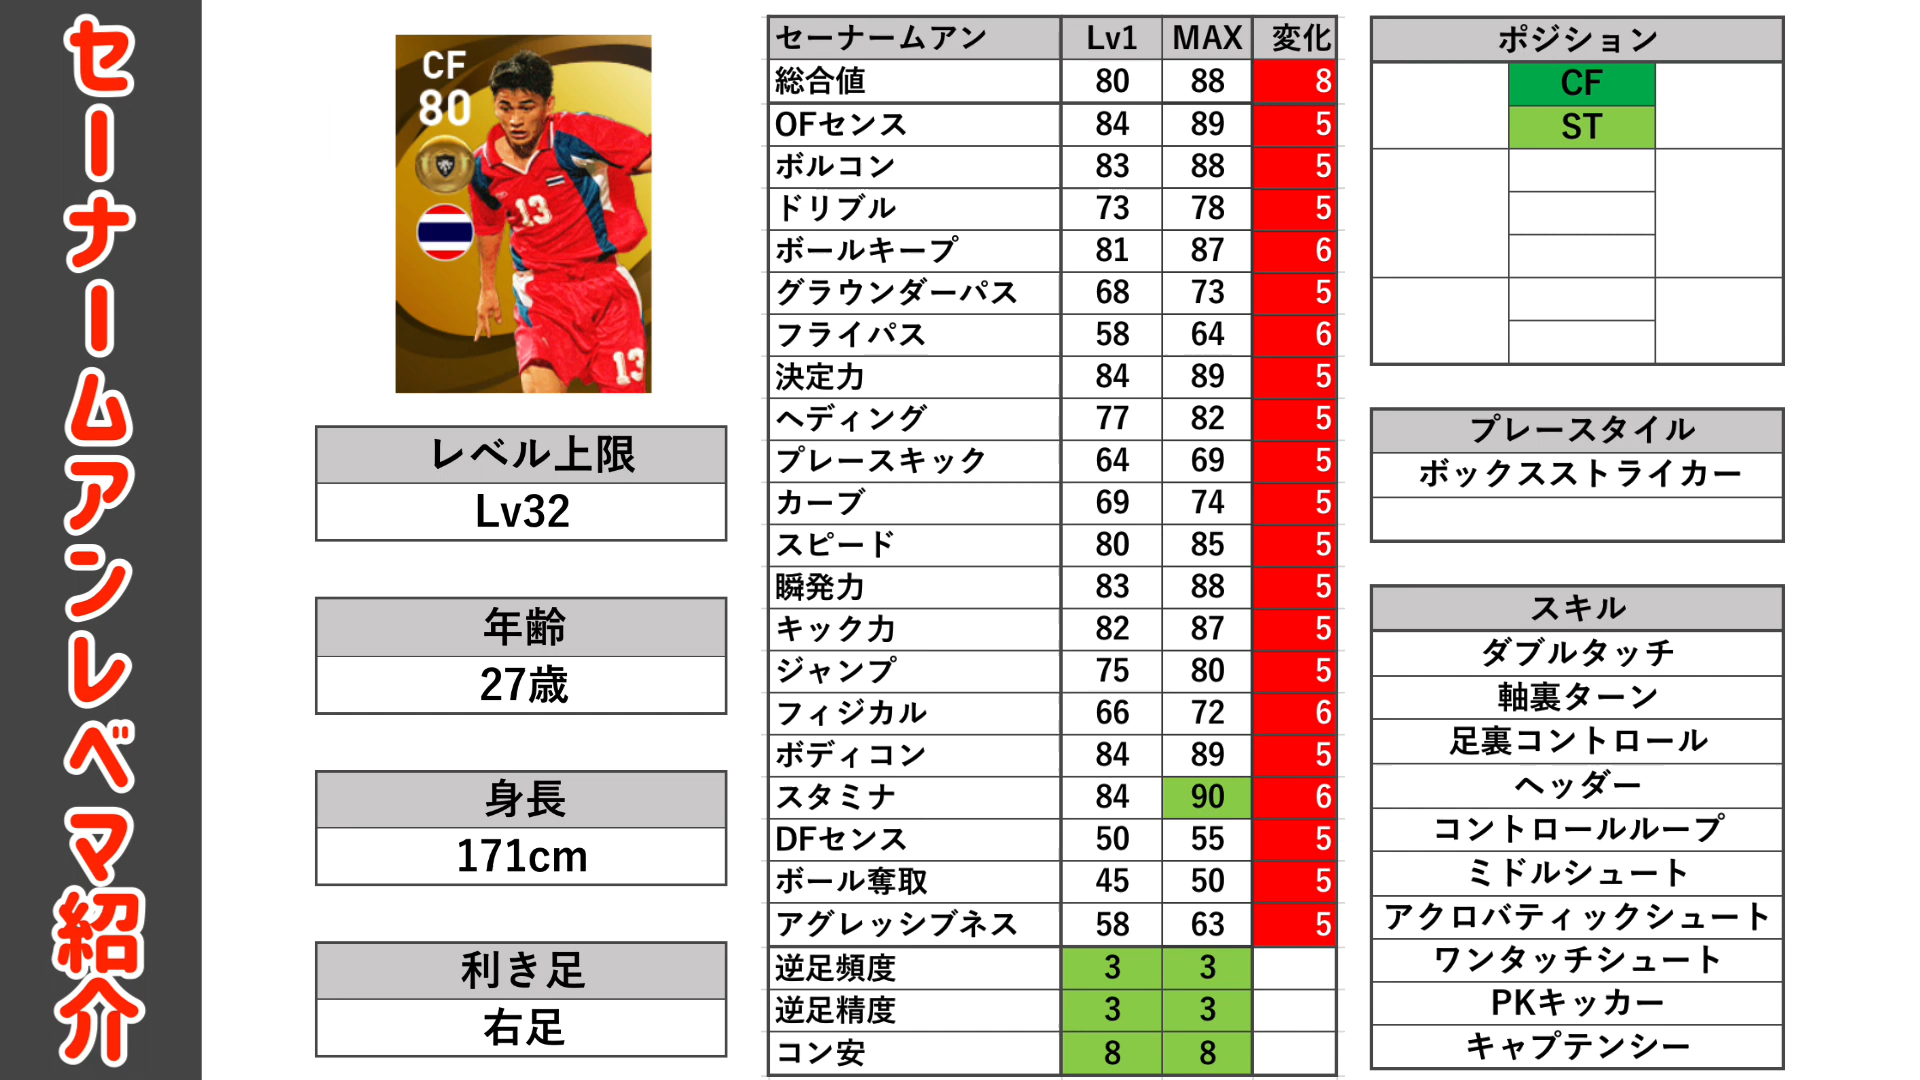 セーナームアンレベマ紹介
CF
80
13
13
レベル上限
Lv32
年齢
27歳
身長
171cm
利き足
右足
セーナームアン Lv1 MAX 変化
総合値 80 88 8
OFセンス 84 89 5
ボルコン 83 88 5
ドリブル 73 78 5
ボールキープ 81 87 6
グラウンダーパス 68 73 5
フライパス 58 64 6
決定力 84 89 5
ヘディング 77 82 5
プレースキック 64 69 5
カーブ 69 74 5
スピード 80 85 5
瞬発力 83 88 5
キック力 82 87 5
ジャンプ 75 80 5
フィジカル 66 72 6
ボディコン 84 89 5
スタミナ 84 90 6
DFセンス 50 55 5
ボール奪取 45 50 5
アグレッシブネス 58 63 5
逆足頻度 3 3
逆足精度 3 3
コン安 8 8
ポジション
CF
ST
プレースタイル
ボックスストライカー
スキル
ダブルタッチ
軸裏ターン
足裏コントロール
ヘッダー
コントロールループ
ミドルシュート
アクロバティックシュート
ワンタッチシュート
PKキッカー
キャプテンシー